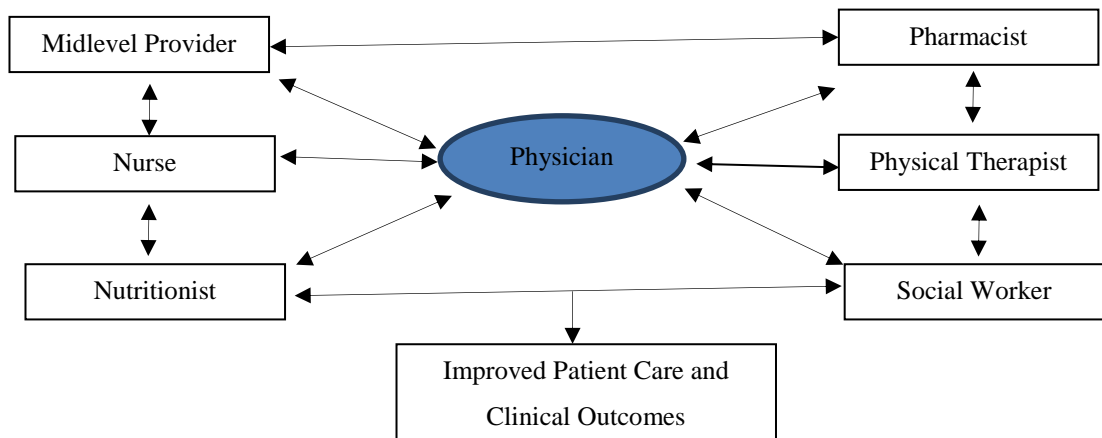 Midlevel Provider
Pharmacist
Nurse
Physician
Physical Therapist
Nutritionist
Social Worker
Improved Patient Care and
Clinical Outcomes